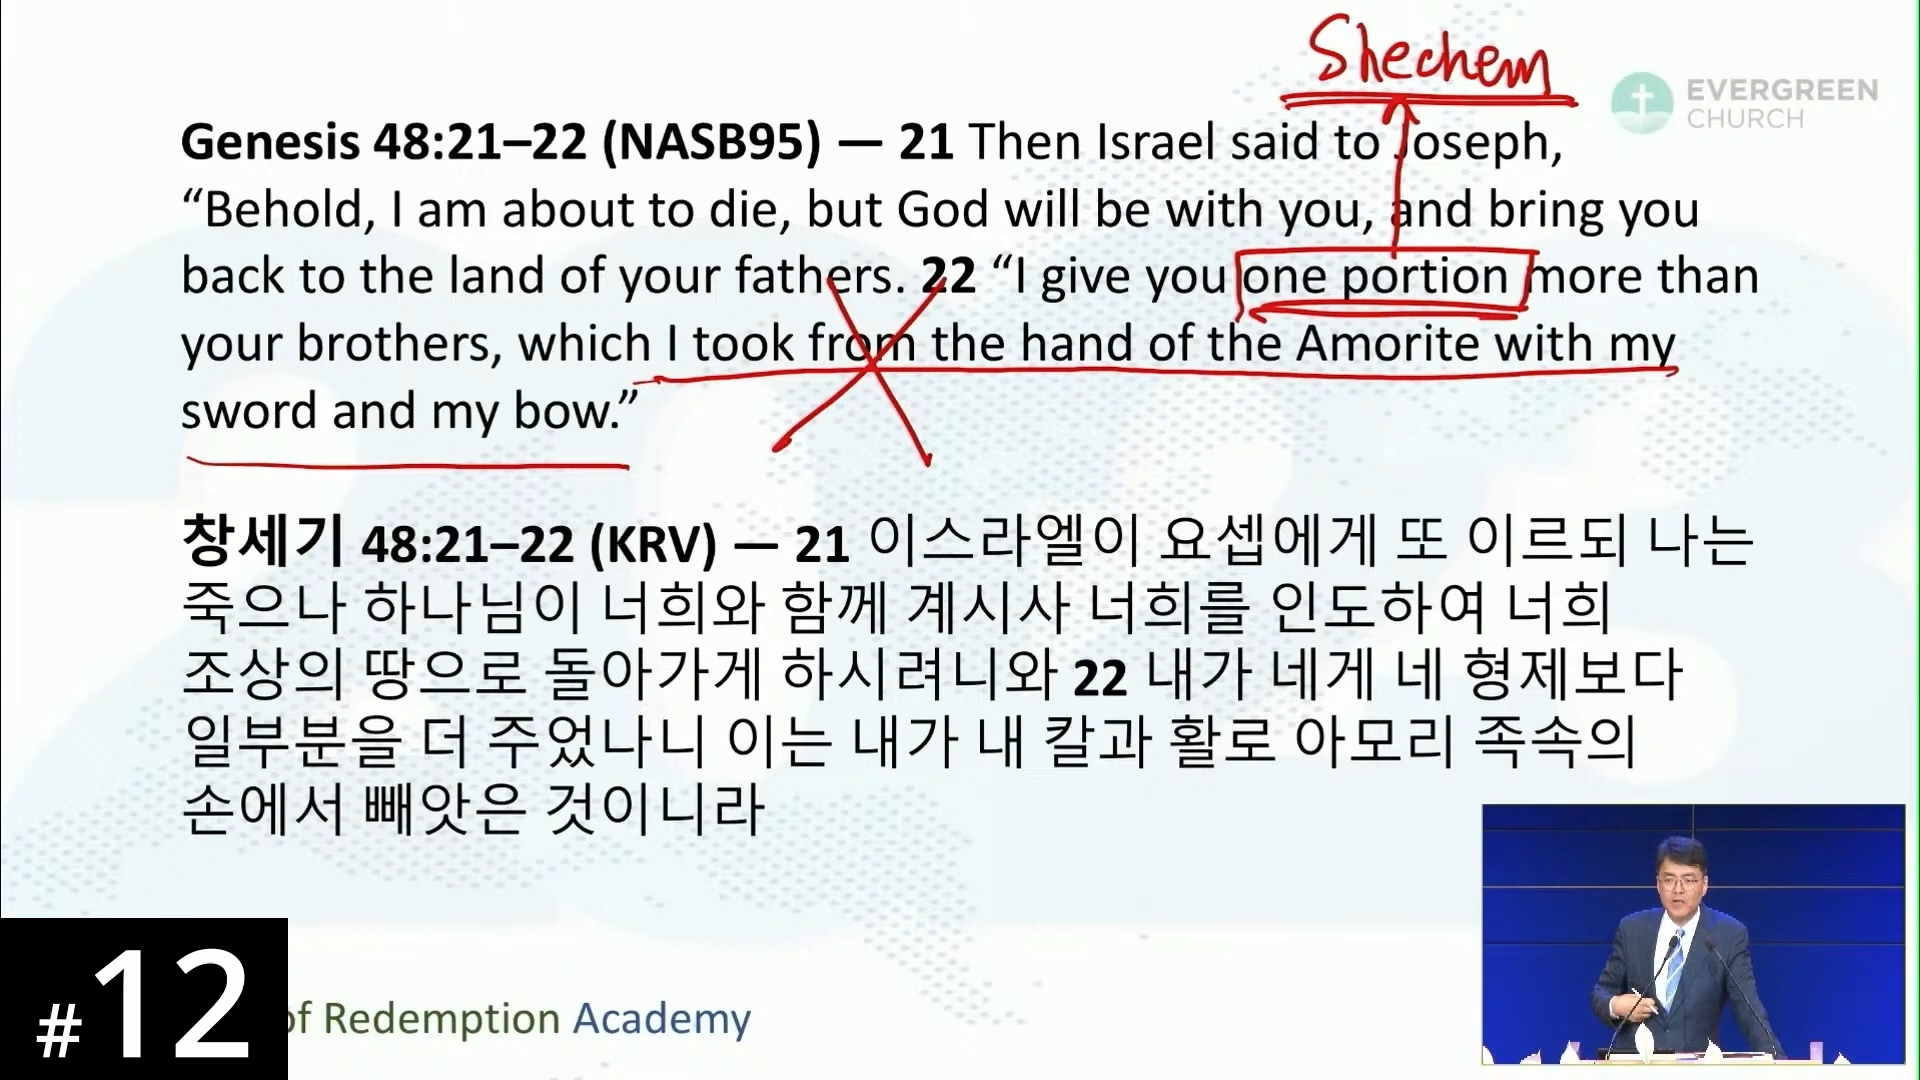 Shechem
EVERGREEN
CHURCH
Genesis 48:21–22 (NASB95) — 21 Then Israel said to Joseph,
“Behold, I am about to die, but God will be with you, and bring you
back to the land of your fathers. 22 “I give you one portion more than
your brothers, which I took from the hand of the Amorite with my
sword and my bow.”
창세기 48:21–22 (KRV) — 21 이스라엘이 요셉에게 또 이르되 나는
죽으나 하나님이 너희와 함께 계시사 너희를 인도하여 너희
조상의 땅으로 돌아가게 하시려니와 22 내가 네게 네 형제보다
일부분을 더 주었나니 이는 내가 내 칼과 활로 아모리 족속의
손에서 빼앗은 것이니라
#12
of Redemption Academy